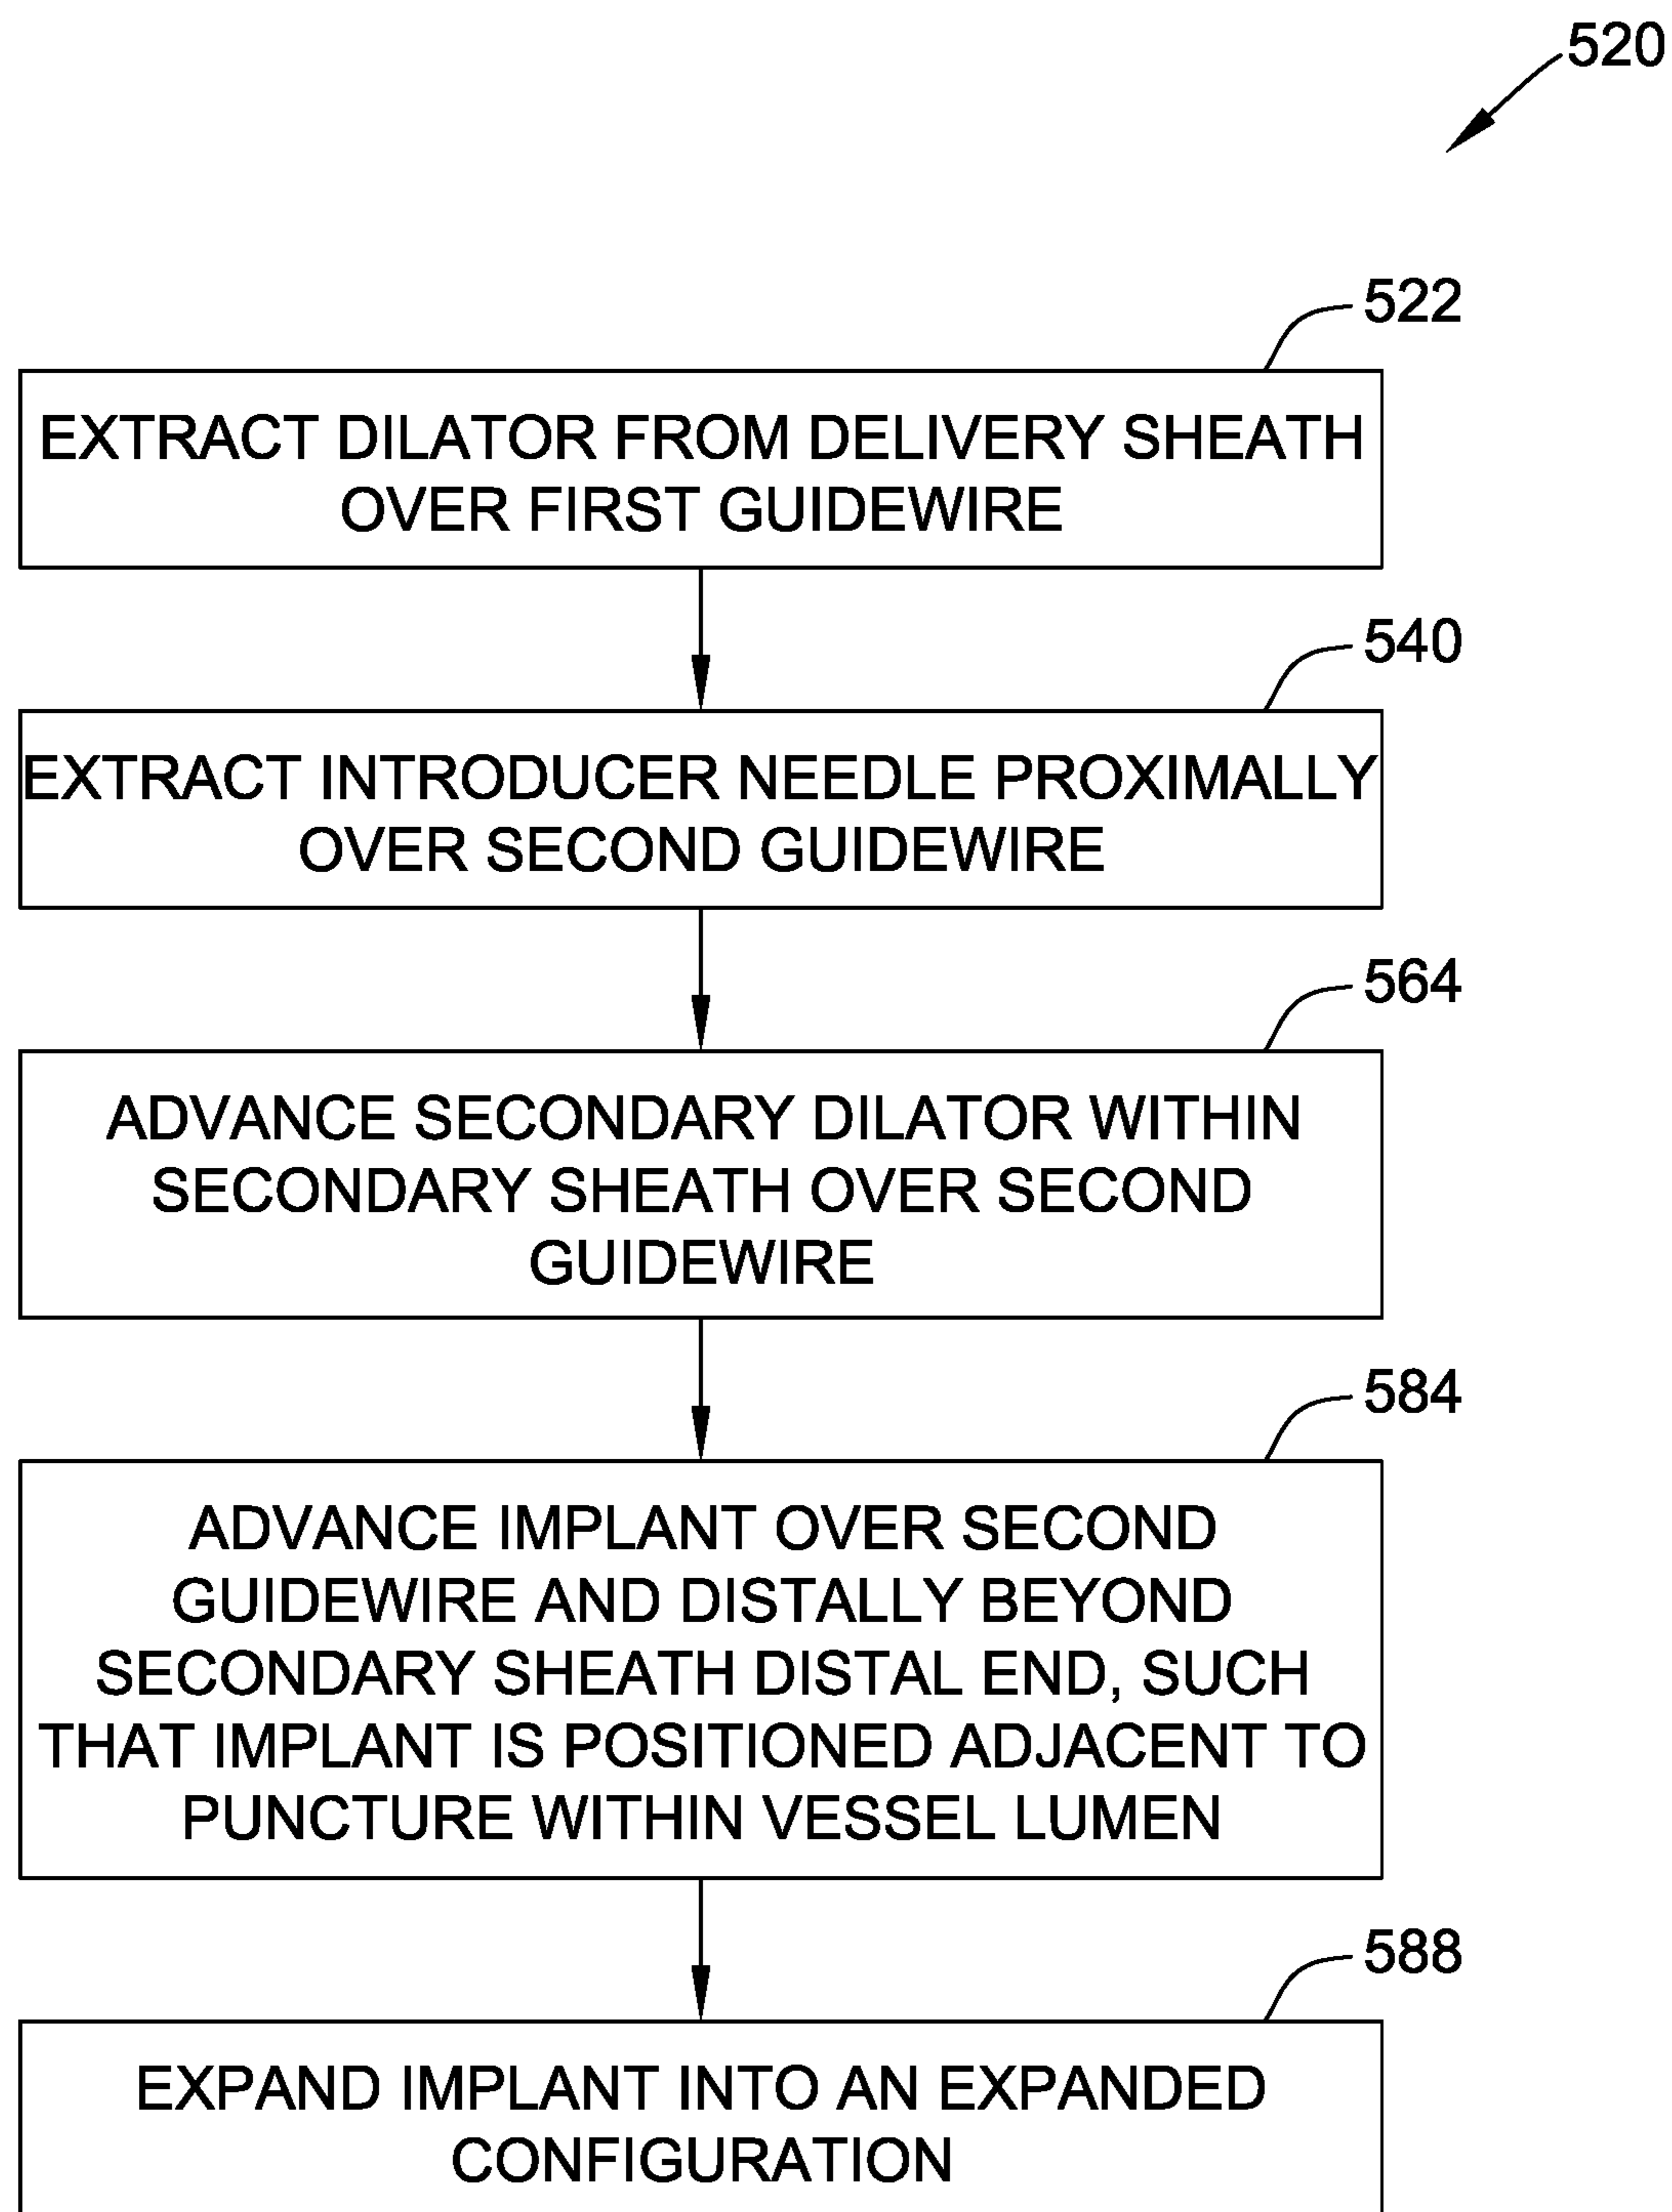 520
522
EXTRACT DILATOR FROM DELIVERY SHEATH
OVER FIRST GUIDEWIRE
540
EXTRACT INTRODUCER NEEDLE PROXIMALLY
OVER SECOND GUIDEWIRE
564
ADVANCE SECONDARY DILATOR WITHIN
SECONDARY SHEATH OVER SECOND
GUIDEWIRE
584
ADVANCE IMPLANT OVER SECOND
GUIDEWIRE AND DISTALLY BEYOND
SECONDARY SHEATH DISTAL END, SUCH
THAT IMPLANT IS POSITIONED ADJACENT TO
PUNCTURE WITHIN VESSEL LUMEN
588
EXPAND IMPLANT INTO AN EXPANDED
CONFIGURATION